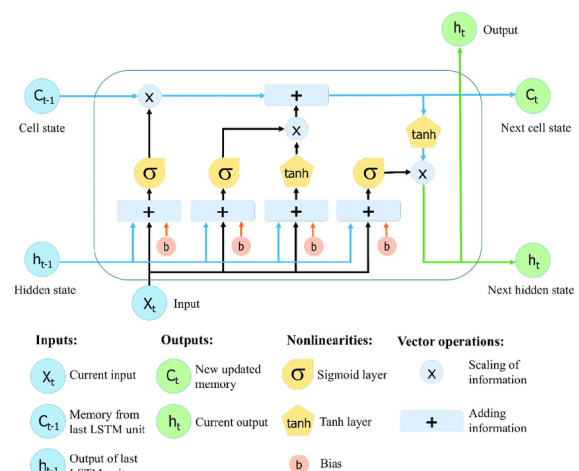 ht
Output
Ct-1
x
+
Ct
Cell state
tanh
Next cell state
x
σ
σ
tanh
σ
x
+
+
+
+
b
b
b
b
ht-1
ht
Hidden state
Next hidden state
Xt
Input
Inputs:
Outputs:
Nonlinearities:
Vector operations:
Xt
Current input
Ct
New updated
memory
σ
Sigmoid layer
x
Scaling of
information
Ct-1
Memory from
last LSTM unit
ht
Current output
tanh
Tanh layer
+
Adding
information
ht-1
Output of last
b
Bias